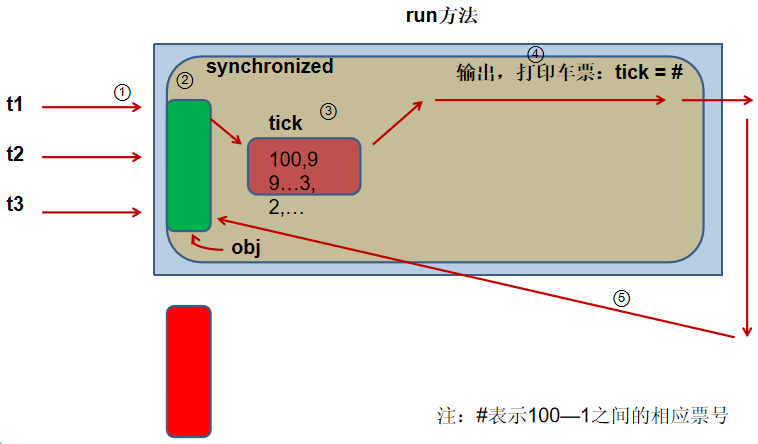 run方法
④
synchronized
②
输出，打印车票：tick = #
①
t1
tick
③
100,9
9…3,
2,…
t2
t3
obj
⑤
注：#表示100—1之间的相应票号